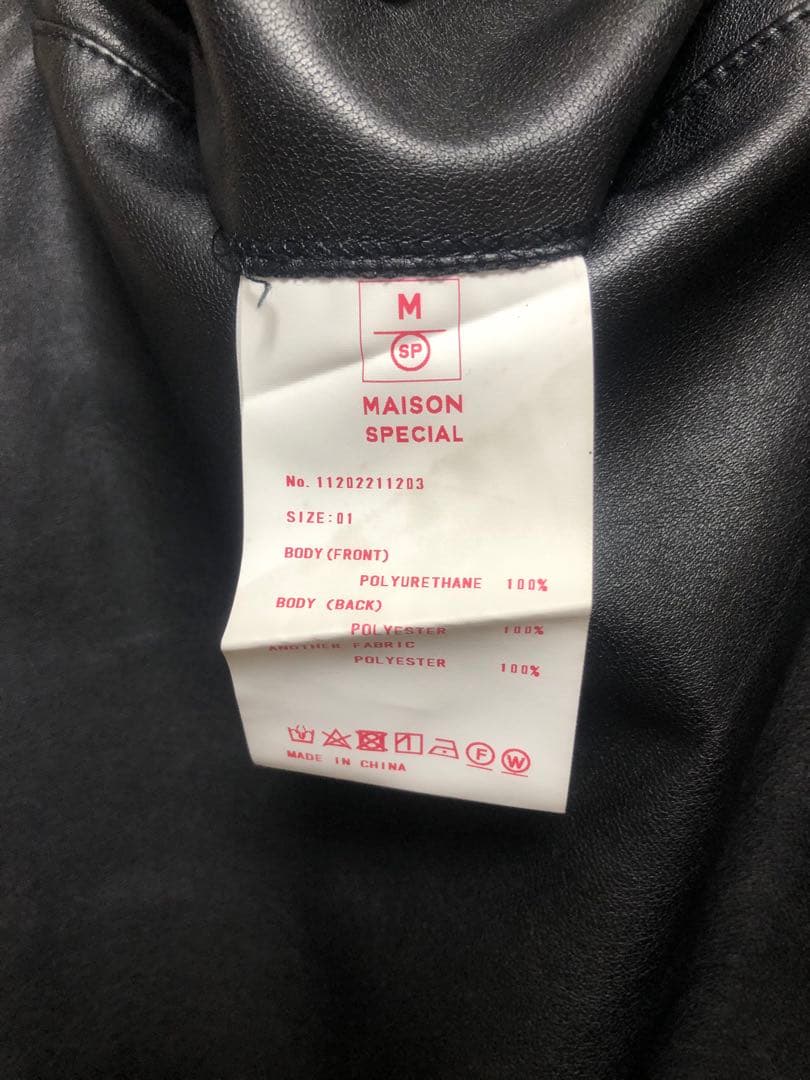 M
SP
MAISON
SPECIAL
No. 11202211203
SIZE:01
BODY(FRONT)
POLYURETHANE 100%
BODY (BACK)
POLYESTER 100%
ANOTHER FABRIC
POLYESTER 100%
F W
MADE IN CHINA